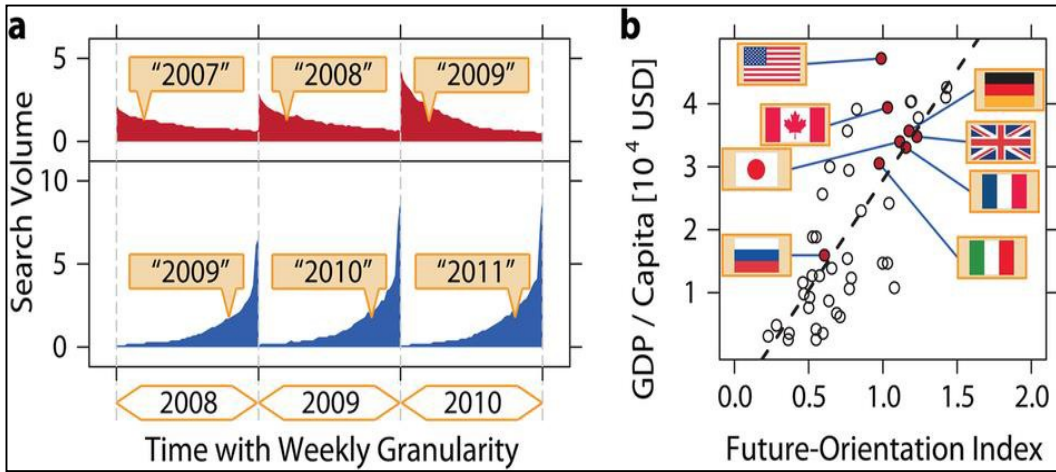 a
Search Volume
5
0
10
5
0
“2007”
“2008”
“2009”
“2009”
“2010”
“2011”
2008
2009
2010
Time with Weekly Granularity
b
GDP / Capita [10⁴ USD]
4
3
2
1
0.0 0.5 1.0 1.5 2.0
Future-Orientation Index